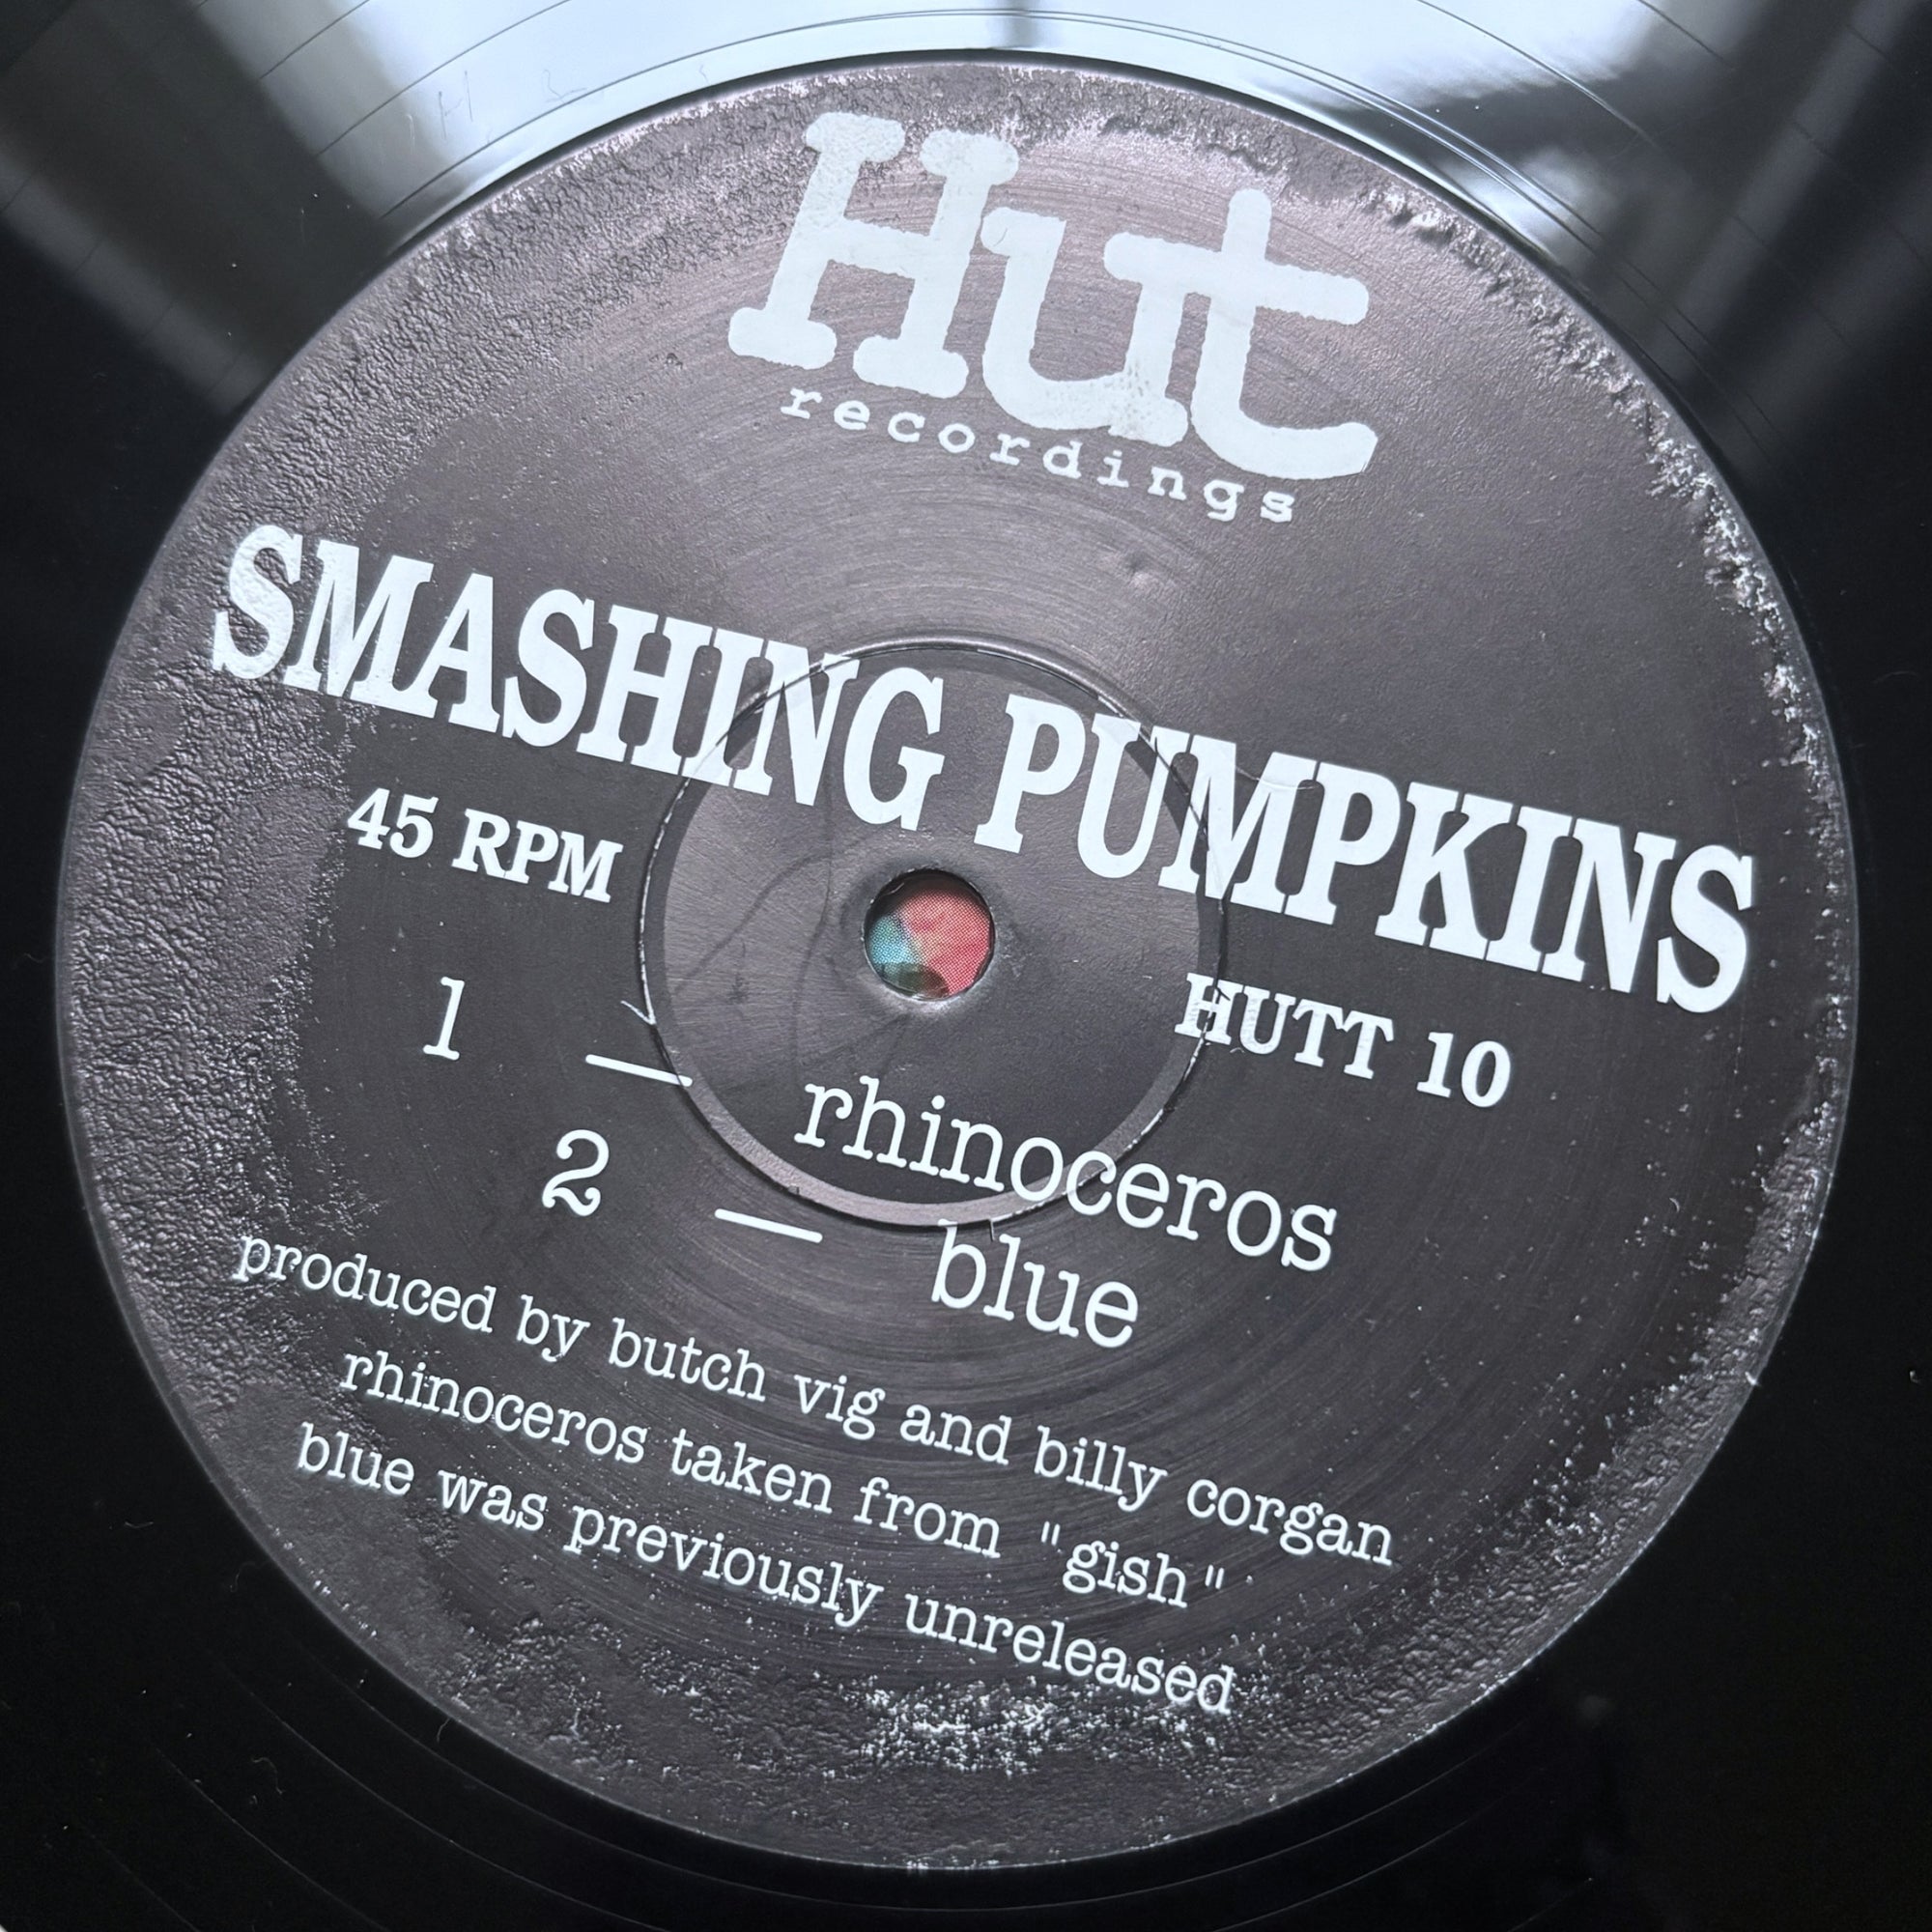 Hut
recordings
SMASHING PUMPKINS
45 RPM
HUTT 10
1 — rhinoceros
2 — blue
produced by butch vig and billy corgan
rhinoceros taken from "gish"
blue was previously unreleased